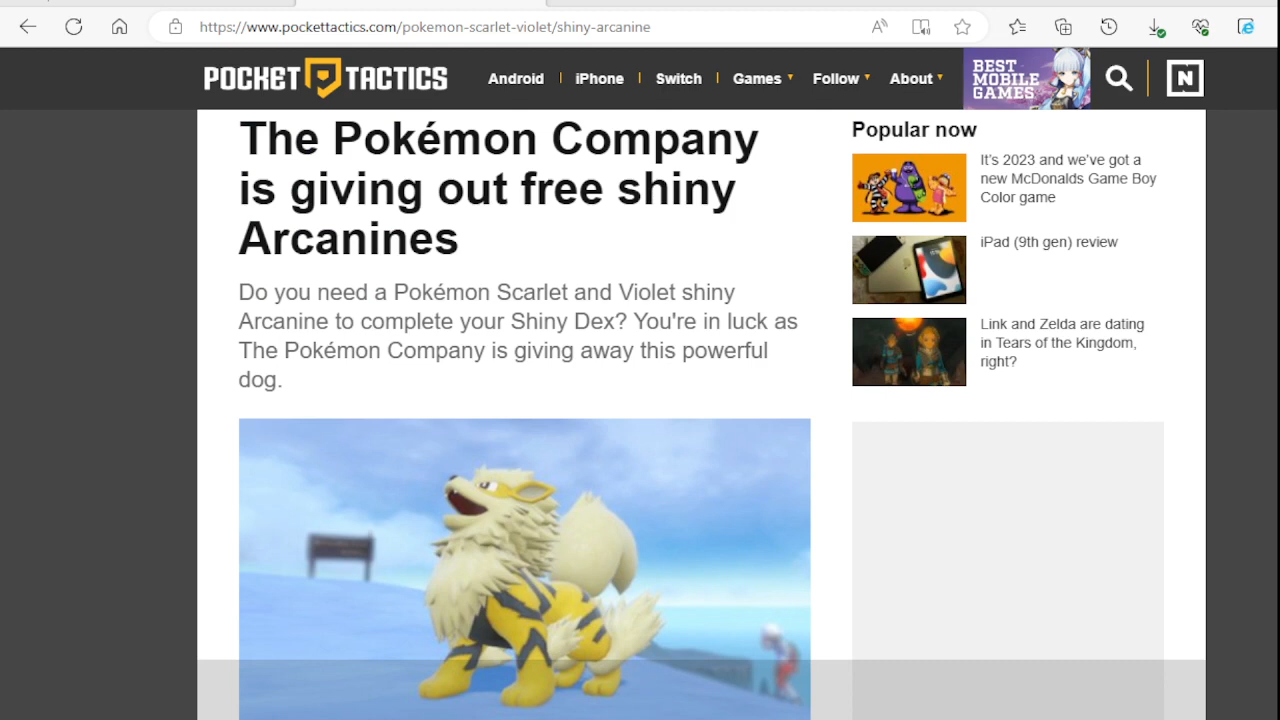 https://www.pockettactics.com/pokemon-scarlet-violet/shiny-arcanine
POCKET TACTICS
Android
iPhone
Switch
Games
Follow
About
BEST
MOBILE
GAMES
N
The Pokémon Company
is giving out free shiny
Arcanines
Do you need a Pokémon Scarlet and Violet shiny
Arcanine to complete your Shiny Dex? You're in luck as
The Pokémon Company is giving away this powerful
dog.
Popular now
It's 2023 and we've got a
new McDonalds Game Boy
Color game
iPad (9th gen) review
Link and Zelda are dating
in Tears of the Kingdom,
right?